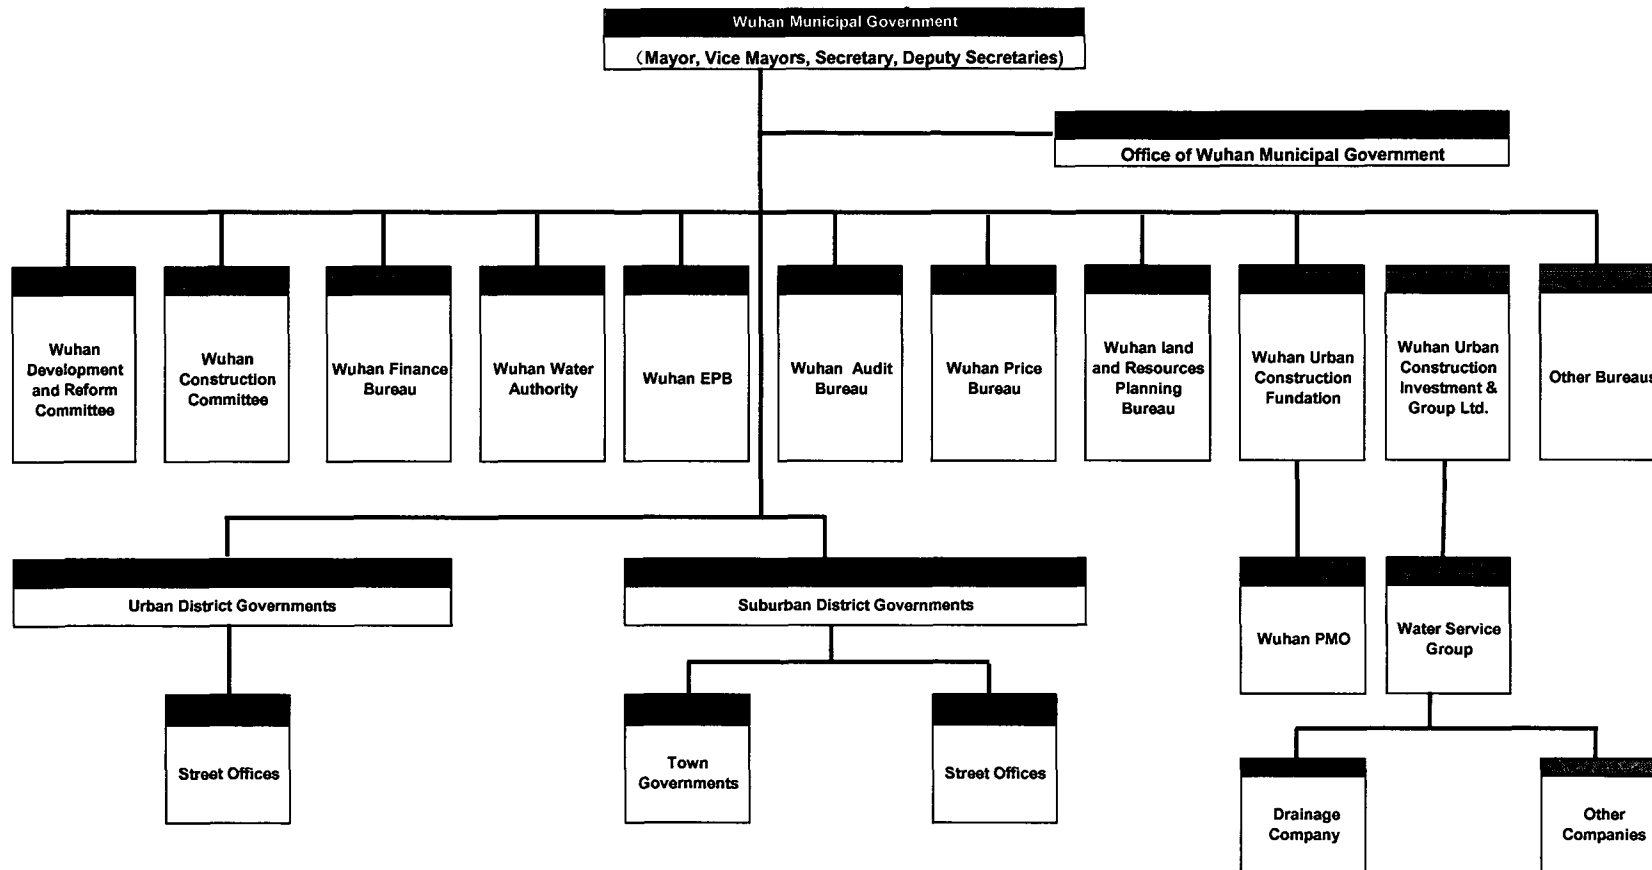 Wuhan Municipal Government
（Mayor, Vice Mayors, Secretary, Deputy Secretaries)
Office of Wuhan Municipal Government
Wuhan
Development
and Reform
Committee
Wuhan
Construction
Committee
Wuhan Finance
Bureau
Wuhan Water
Authority
Wuhan EPB
Wuhan Audit
Bureau
Wuhan Price
Bureau
Wuhan land
and Resources
Planning
Bureau
Wuhan Urban
Construction
Fundation
Wuhan Urban
Construction
Investment &
Group Ltd.
Other Bureaus
Urban District Governments
Suburban District Governments
Wuhan PMO
Water Service
Group
Street Offices
Town
Governments
Street Offices
Drainage
Company
Other
Companies